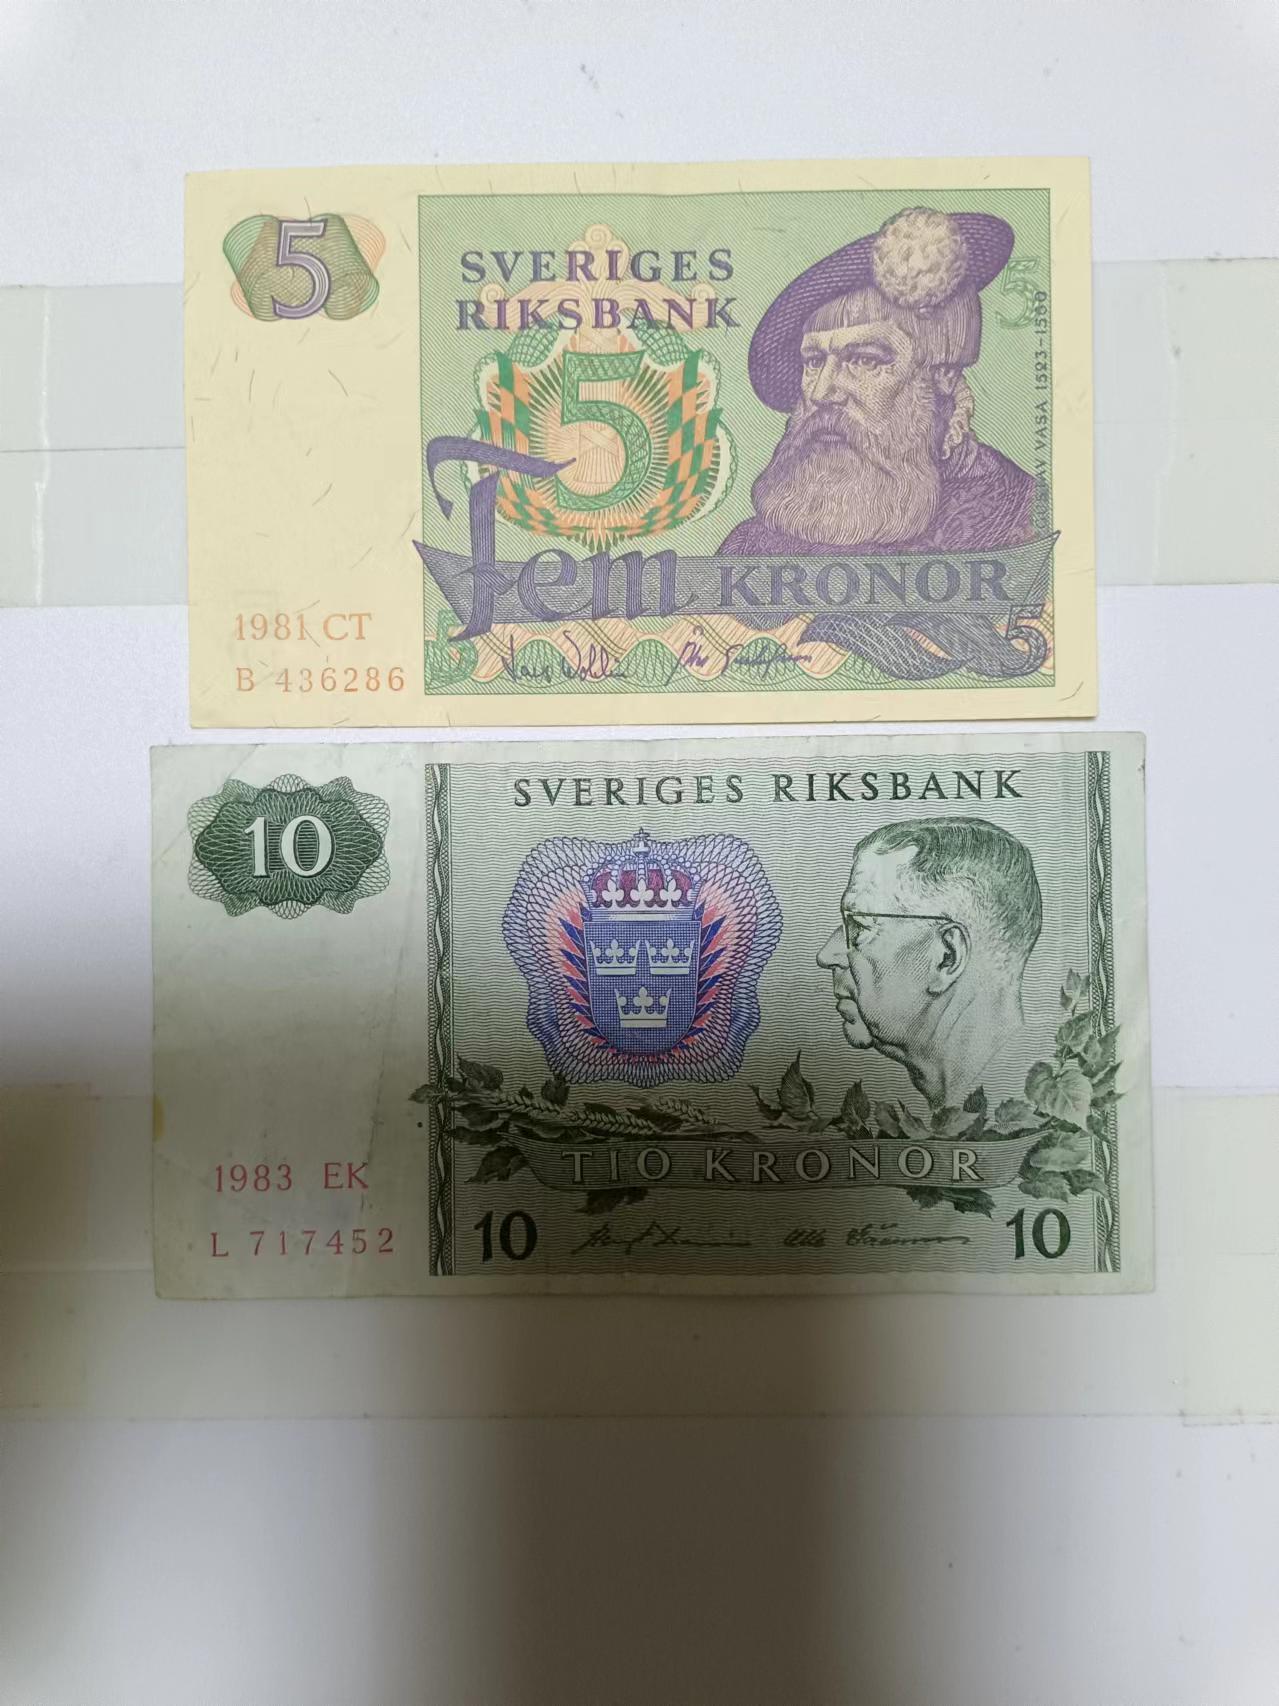 5
SVERIGES
RIKSBANK
5
5
GUSTAV VASA 1523-1560
Fem KRONOR
1981 CT
B 436286
5
5
10
SVERIGES RIKSBANK
1983 EK
L 717452
TIO KRONOR
10
10